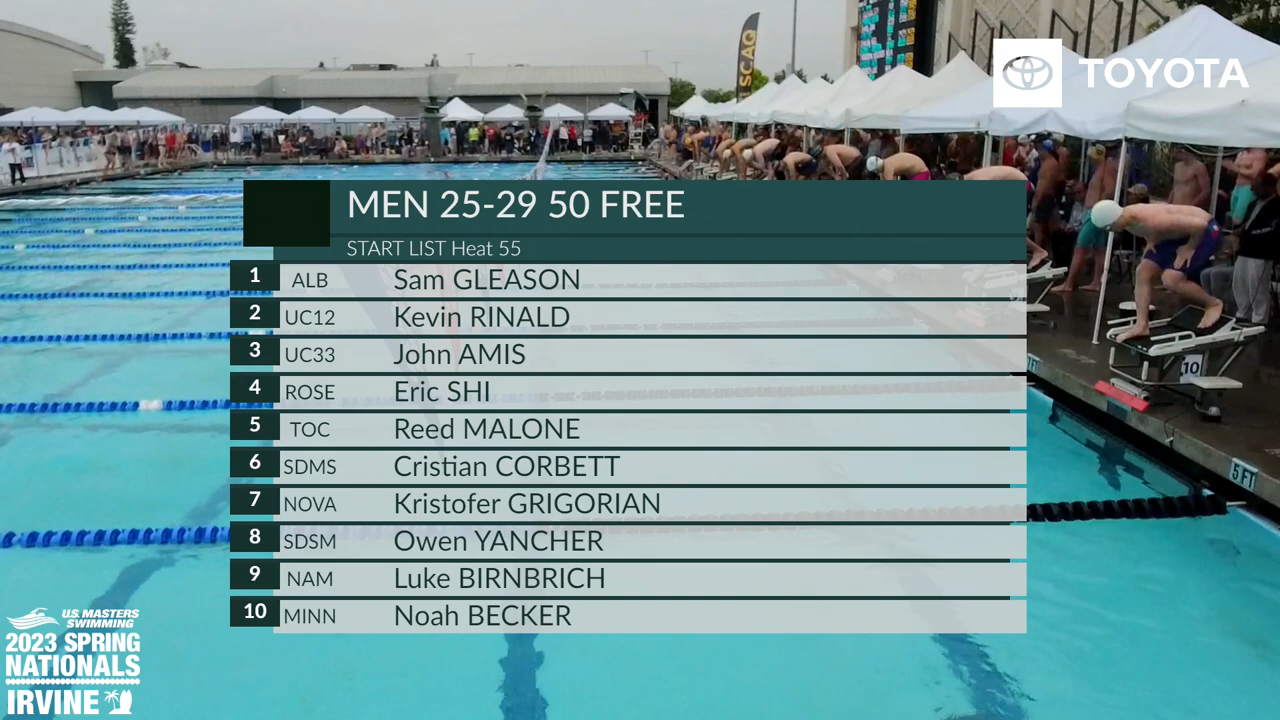 SCAQ
TOYOTA
MEN 25-29 50 FREE
START LIST Heat 55
1 ALB Sam GLEASON
2 UC12 Kevin RINALD
3 UC33 John AMIS
4 ROSE Eric SHI
5 TOC Reed MALONE
6 SDMS Cristian CORBETT
7 NOVA Kristofer GRIGORIAN
8 SDSM Owen YANCHER
9 NAM Luke BIRNBRICH
10 MINN Noah BECKER
10
5 FT
U.S. MASTERS
SWIMMING
2023 SPRING
NATIONALS
IRVINE